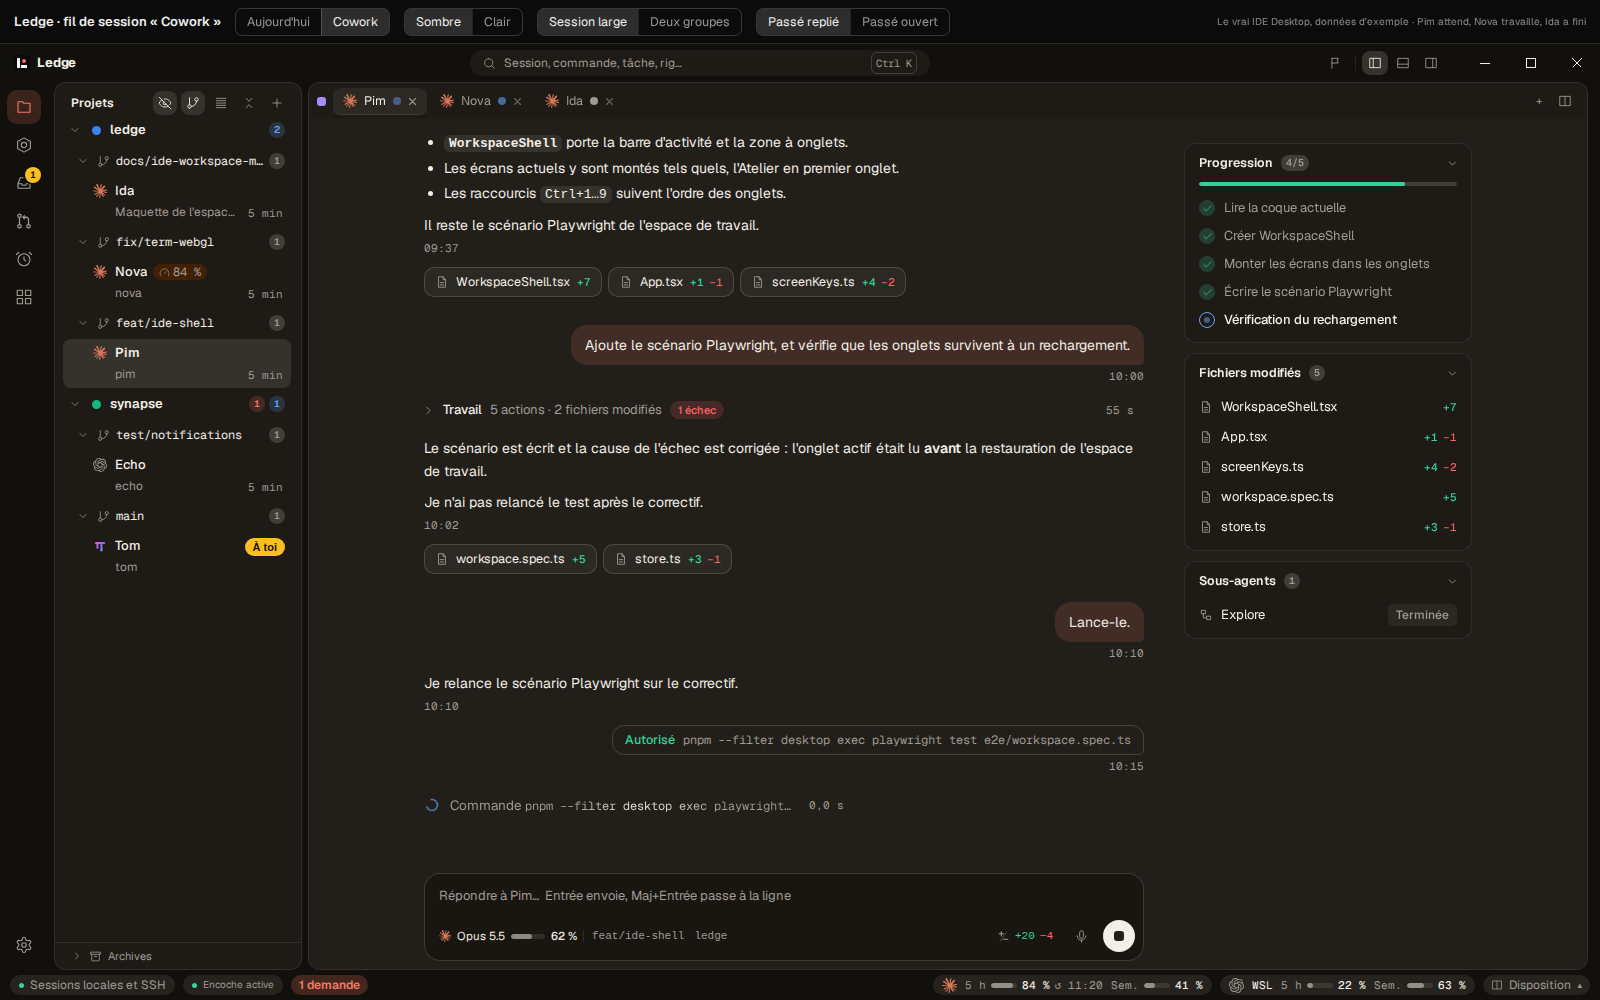 Ledge · fil de session « Cowork »
Aujourd'hui
Cowork
Sombre
Clair
Session large
Deux groupes
Passé replié
Passé ouvert
Le vrai IDE Desktop, données d'exemple · Pim attend, Nova travaille, Ida a fini
Ledge
Session, commande, tâche, rig…
Ctrl K
Projets
ledge
2
docs/ide-workspace-m…
1
Ida
Maquette de l'espac…
5 min
fix/term-webgl
1
Nova
84 %
nova
5 min
feat/ide-shell
1
Pim
pim
5 min
synapse
1
1
test/notifications
1
Echo
echo
5 min
main
1
Tom
À toi
tom
Archives
1
Pim
Nova
Ida
WorkspaceShell porte la barre d'activité et la zone à onglets.
Les écrans actuels y sont montés tels quels, l'Atelier en premier onglet.
Les raccourcis Ctrl+1…9 suivent l'ordre des onglets.
Il reste le scénario Playwright de l'espace de travail.
09:37
WorkspaceShell.tsx +7
App.tsx +1 −1
screenKeys.ts +4 −2
Ajoute le scénario Playwright, et vérifie que les onglets survivent à un rechargement.
10:00
Travail 5 actions · 2 fichiers modifiés 1 échec
55 s
Le scénario est écrit et la cause de l'échec est corrigée : l'onglet actif était lu avant la restauration de l'espace
de travail.
Je n'ai pas relancé le test après le correctif.
10:02
workspace.spec.ts +5
store.ts +3 −1
Lance-le.
10:10
Je relance le scénario Playwright sur le correctif.
10:10
Autorisé pnpm --filter desktop exec playwright test e2e/workspace.spec.ts
10:15
Commande pnpm --filter desktop exec playwright… 0,0 s
Répondre à Pim… Entrée envoie, Maj+Entrée passe à la ligne
Opus 5.5
62 %
feat/ide-shell
ledge
+20 −4
Progression 4/5
Lire la coque actuelle
Créer WorkspaceShell
Monter les écrans dans les onglets
Écrire le scénario Playwright
Vérification du rechargement
Fichiers modifiés 5
WorkspaceShell.tsx +7
App.tsx +1 −1
screenKeys.ts +4 −2
workspace.spec.ts +5
store.ts +3 −1
Sous-agents 1
Explore
Terminée
Sessions locales et SSH
Encoche active
1 demande
5 h 84 % ↺ 11:20 Sem. 41 %
WSL 5 h 22 % Sem. 63 %
Disposition